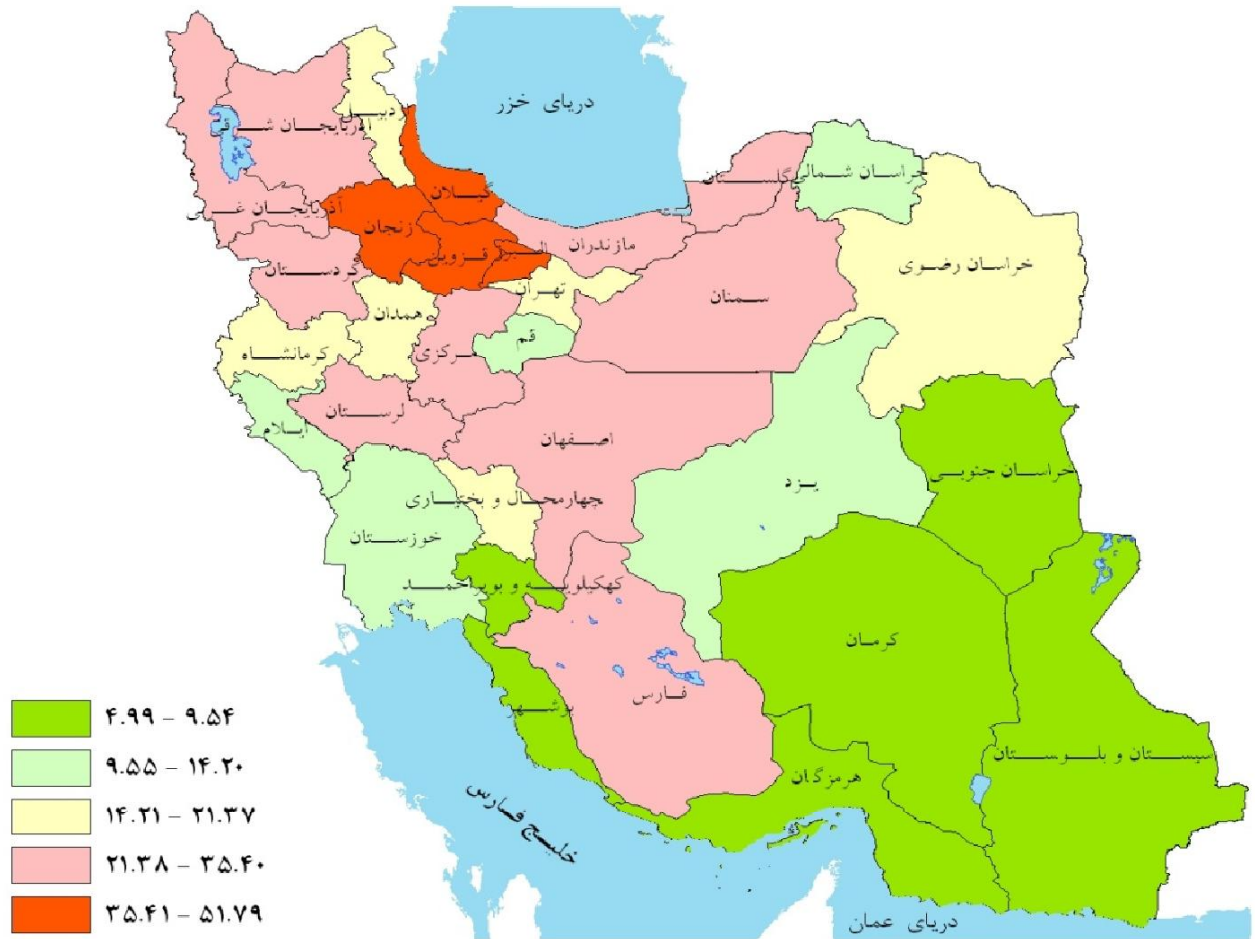 دریای خزر
اردبیل
آذربایجان شرقی
گیلان
گلستان
خراسان شمالی
آذربایجان غربی
زنجان
مازندران
البرز
قزوین
خراسان رضوی
کردستان
تهران
سمنان
همدان
قم
کرمانشاه
مرکزی
لرستان
ایلام
اصفهان
خراسان جنوبی
یزد
چهارمحال و بختیاری
خوزستان
کهکیلویه و بویراحمد
کرمان
فارس
بوشهر
سیستان و بلوستان
هرمزگان
خلیج فارس
دریای عمان
۴.۹۹ – ۹.۵۴
۹.۵۵ – ۱۴.۲۰
۱۴.۲۱ – ۲۱.۳۷
۲۱.۳۸ – ۳۵.۴۰
۳۵.۴۱ – ۵۱.۷۹